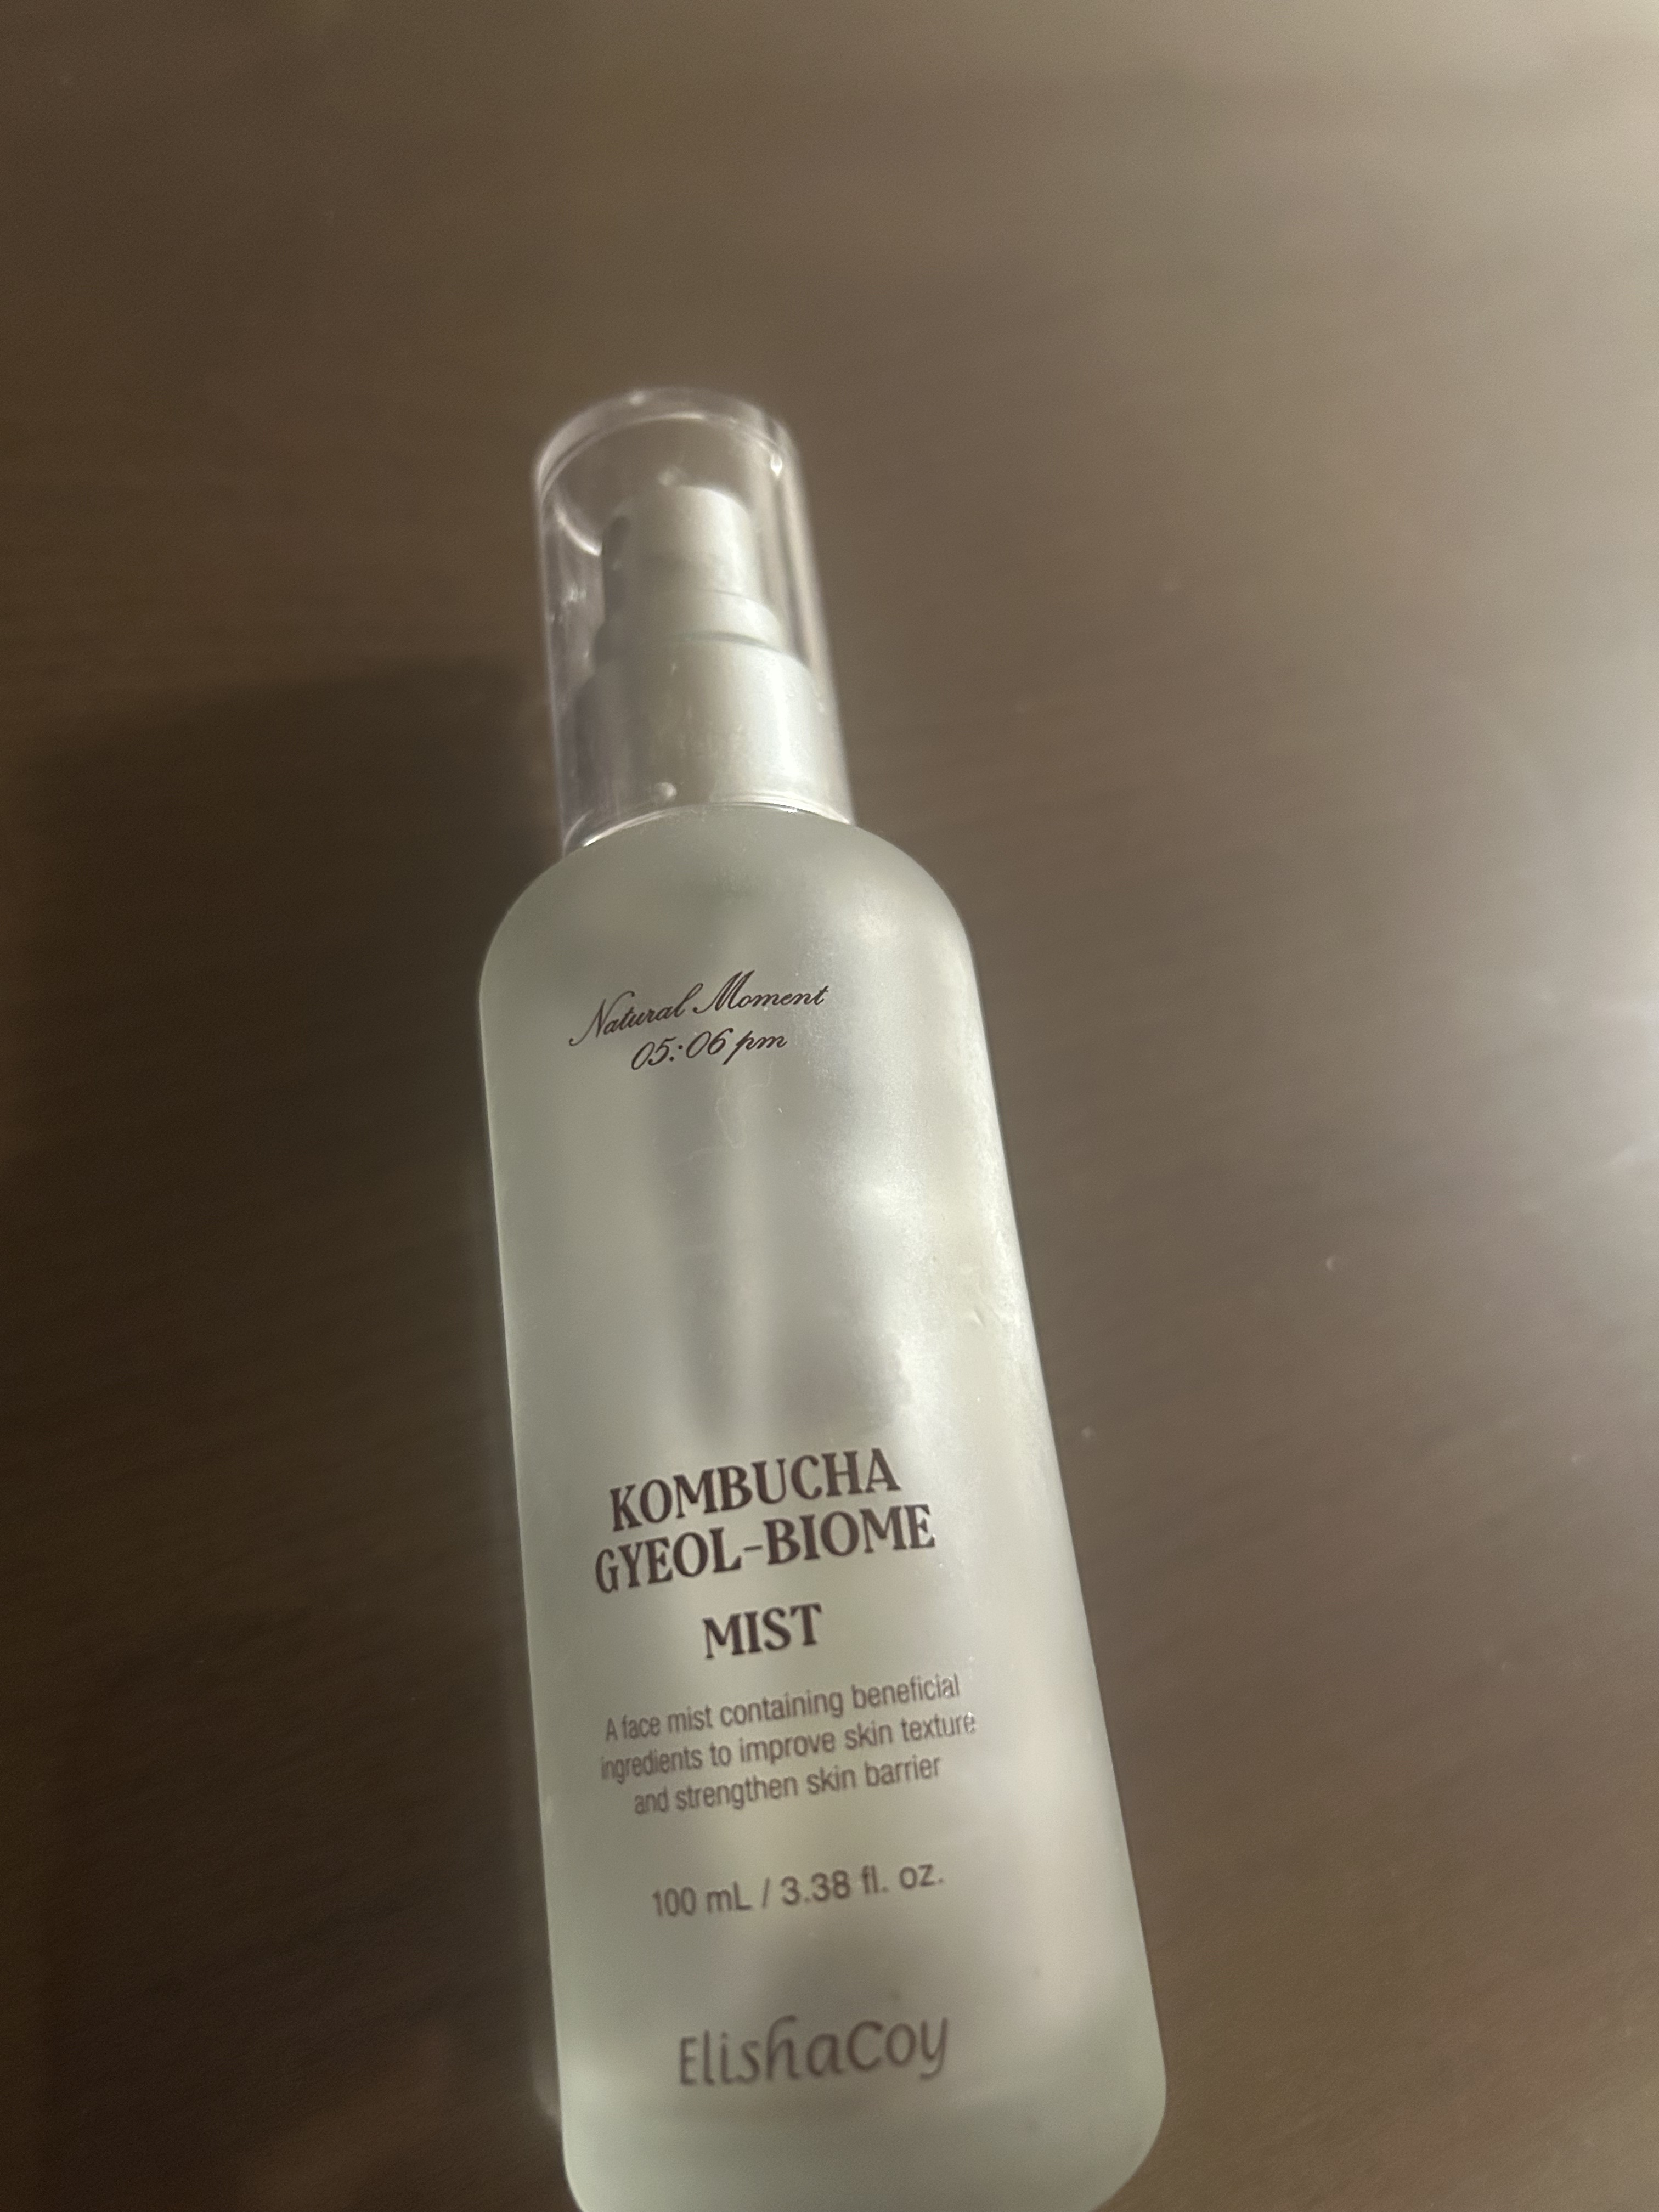 Natural Moment
05:06 pm
KOMBUCHA
GYEOL-BIOME
MIST
A face mist containing beneficial
ingredients to improve skin texture
and strengthen skin barrier
100 mL / 3.38 fl. oz.
ElishaCoy